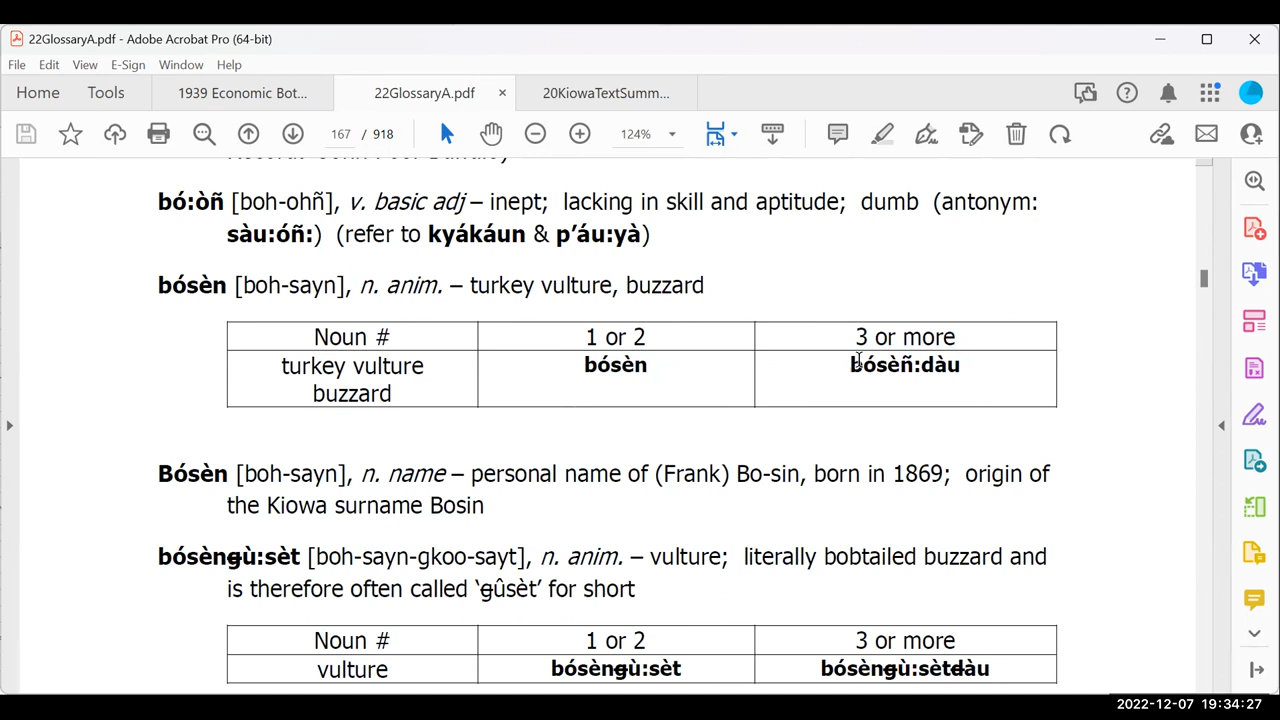 22GlossaryA.pdf - Adobe Acrobat Pro (64-bit)
File Edit View E-Sign Window Help
Home Tools 1939 Economic Bot... 22GlossaryA.pdf × 20KiowaTextSumm...
167 / 918 124%
bó:òñ [boh-ohñ], v. basic adj – inept; lacking in skill and aptitude; dumb (antonym:
sàu:óñ:) (refer to kyákáun & p’áu:yà)
bósèn [boh-sayn], n. anim. – turkey vulture, buzzard
Noun # 1 or 2 3 or more
turkey vulture bósèn bósèñ:dàu
buzzard
Bósèn [boh-sayn], n. name – personal name of (Frank) Bo-sin, born in 1869; origin of
the Kiowa surname Bosin
bósèng̶ù:sèt [boh-sayn-gkoo-sayt], n. anim. – vulture; literally bobtailed buzzard and
is therefore often called ‘g̶ûsèt’ for short
Noun # 1 or 2 3 or more
vulture bósèng̶ù:sèt bósèng̶ù:sètd̶àu
2022-12-07 19:34:27